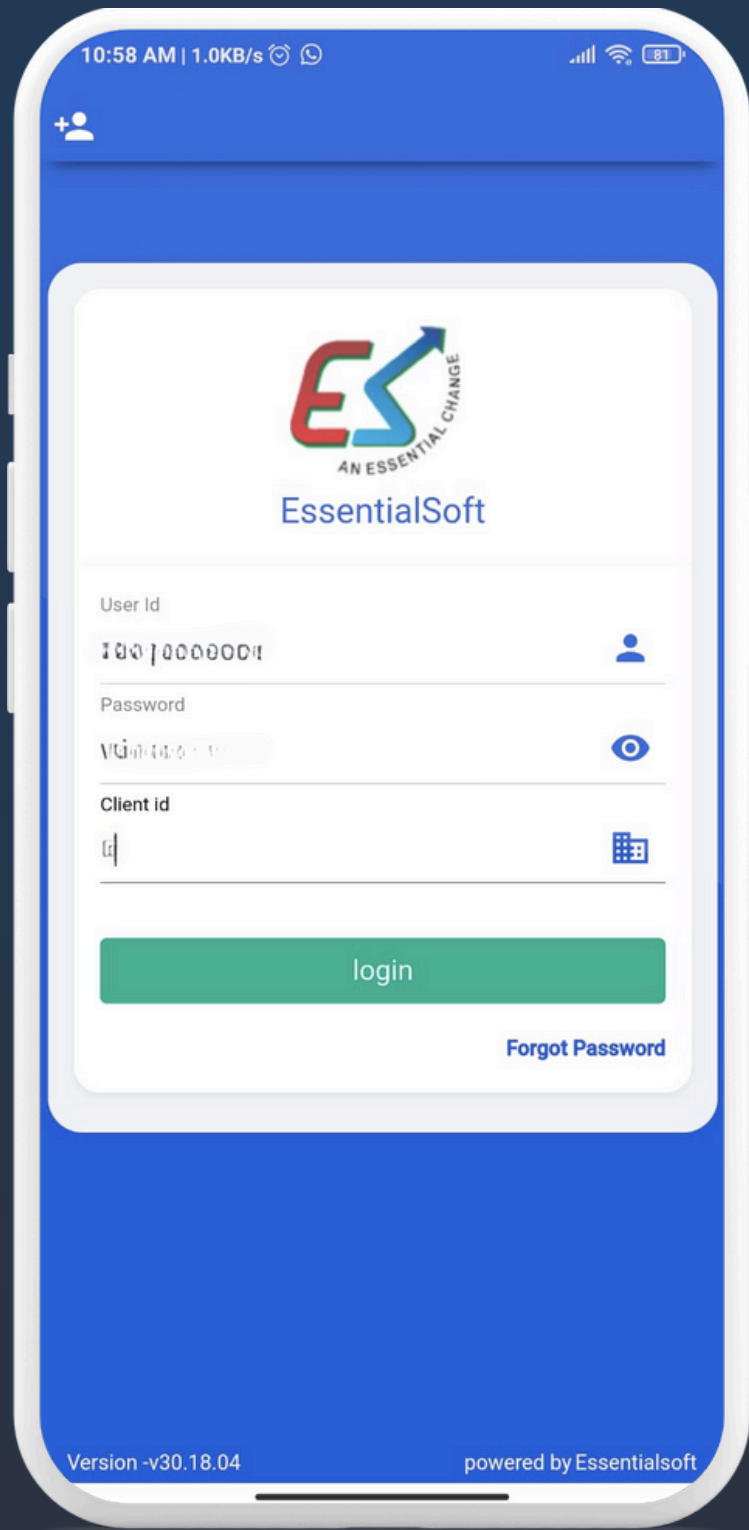 10:58 AM | 1.0KB/s
81
ES
AN ESSENTIAL CHANGE
EssentialSoft
User Id
Password
Client id
login
Forgot Password
Version -v30.18.04
powered by Essentialsoft